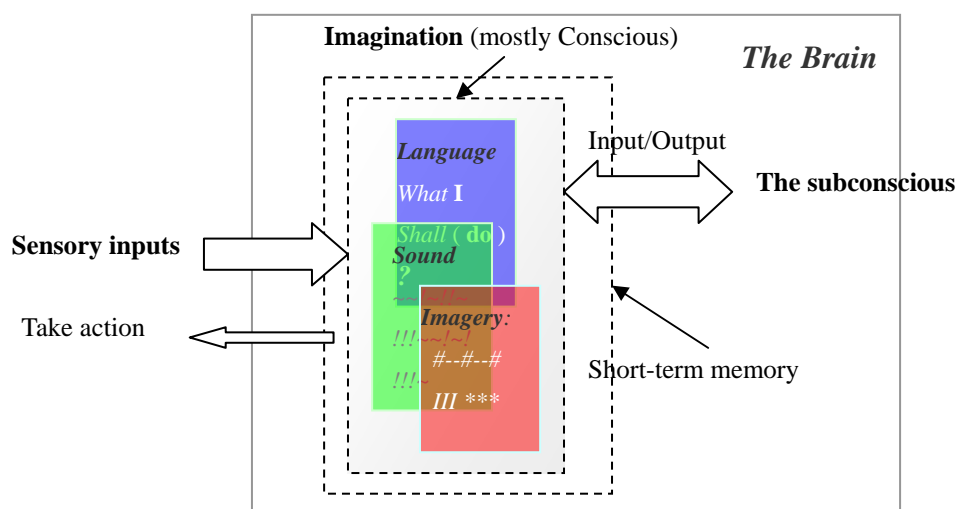 Imagination (mostly Conscious)
The Brain
Input/Output
The subconscious
Sensory inputs
Take action
Short-term memory
Language
What I
Shall ( do )
?
Sound
~~!~!!~
!!!~~!~!
!!!~
Imagery:
#--#--#
III ***